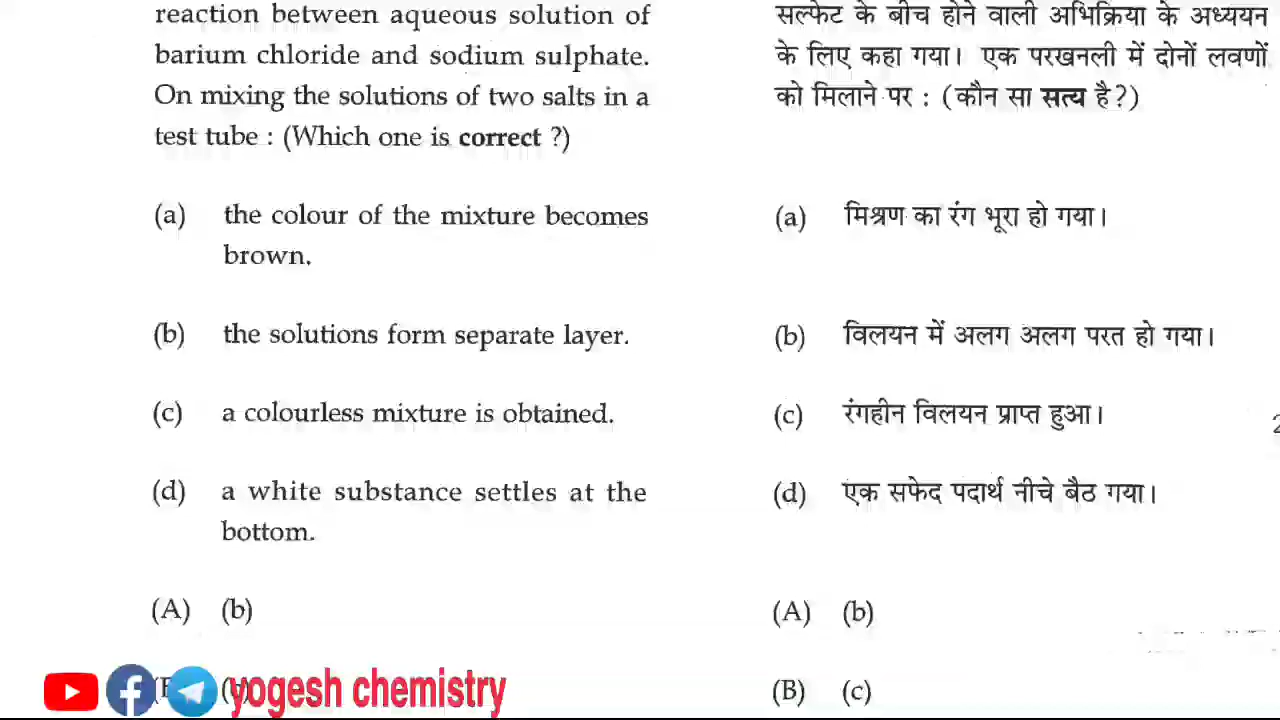 reaction between aqueous solution of
barium chloride and sodium sulphate.
On mixing the solutions of two salts in a
test tube : (Which one is correct ?)
(a) the colour of the mixture becomes
brown.
(b) the solutions form separate layer.
(c) a colourless mixture is obtained.
(d) a white substance settles at the
bottom.
(A) (b)
yogesh chemistry
सल्फेट के बीच होने वाली अभिक्रिया के अध्ययन
के लिए कहा गया। एक परखनली में दोनों लवणों
को मिलाने पर : (कौन सा सत्य है?)
(a) मिश्रण का रंग भूरा हो गया।
(b) विलयन में अलग अलग परत हो गया।
(c) रंगहीन विलयन प्राप्त हुआ।
(d) एक सफेद पदार्थ नीचे बैठ गया।
(A) (b)
(B) (c)